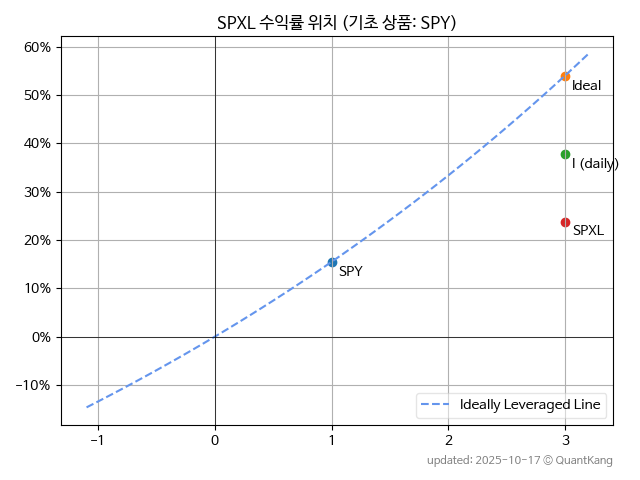 SPXL 수익률 위치 (기초 상품: SPY)
60%
50%
40%
30%
20%
10%
0%
−10%
Ideal
I (daily)
SPXL
SPY
Ideally Leveraged Line
−1
0
1
2
3
updated: 2025-10-17 © QuantKang